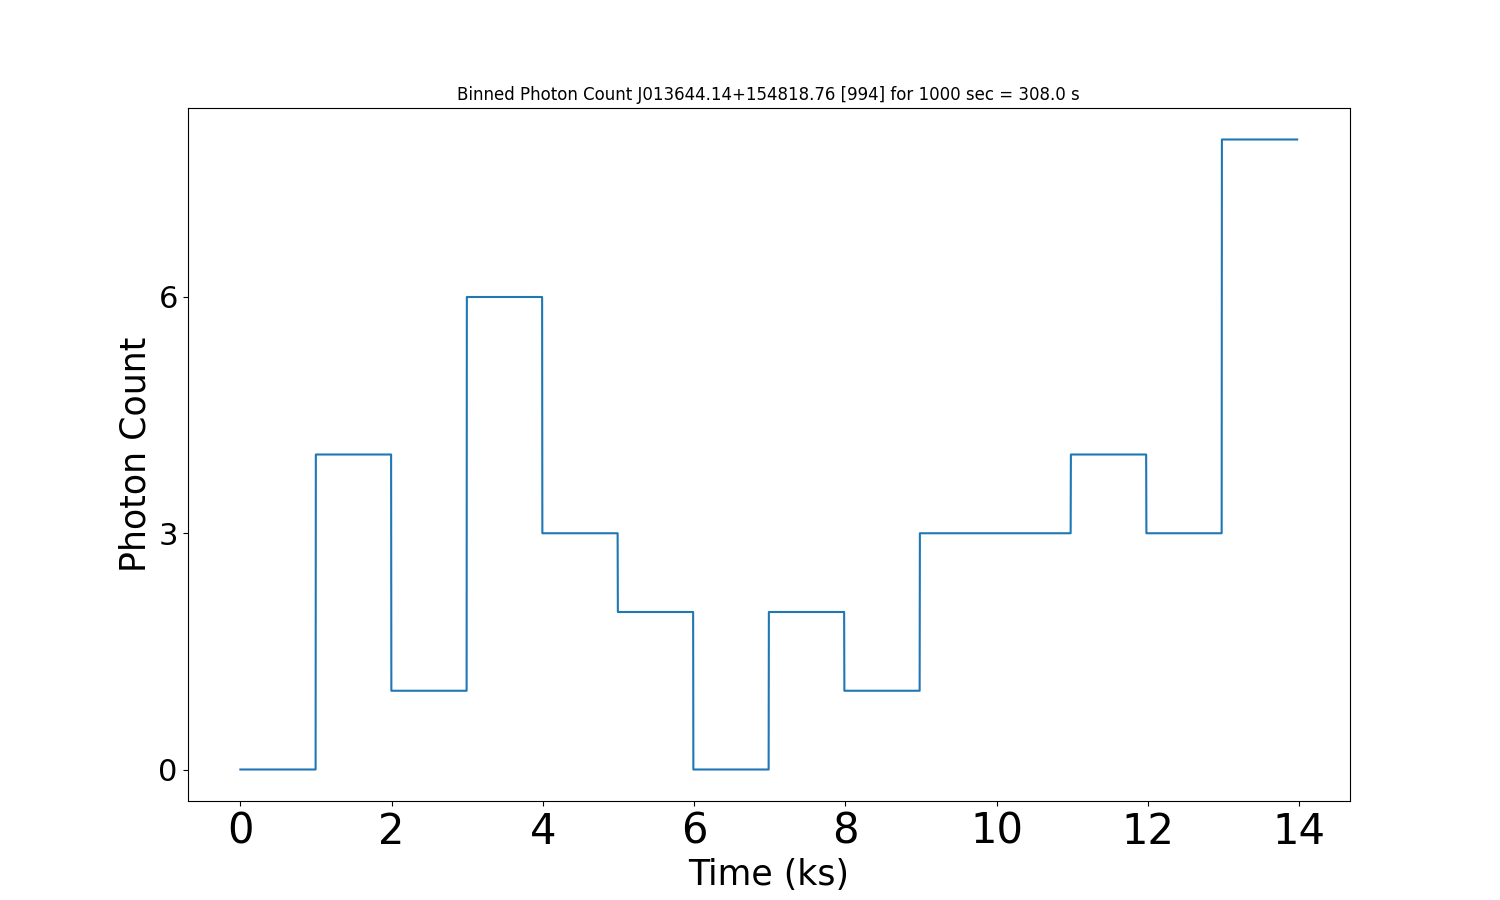 Binned Photon Count J013644.14+154818.76 [994] for 1000 sec = 308.0 s
Photon Count
6
3
0
0 2 4 6 8 10 12 14
Time (ks)